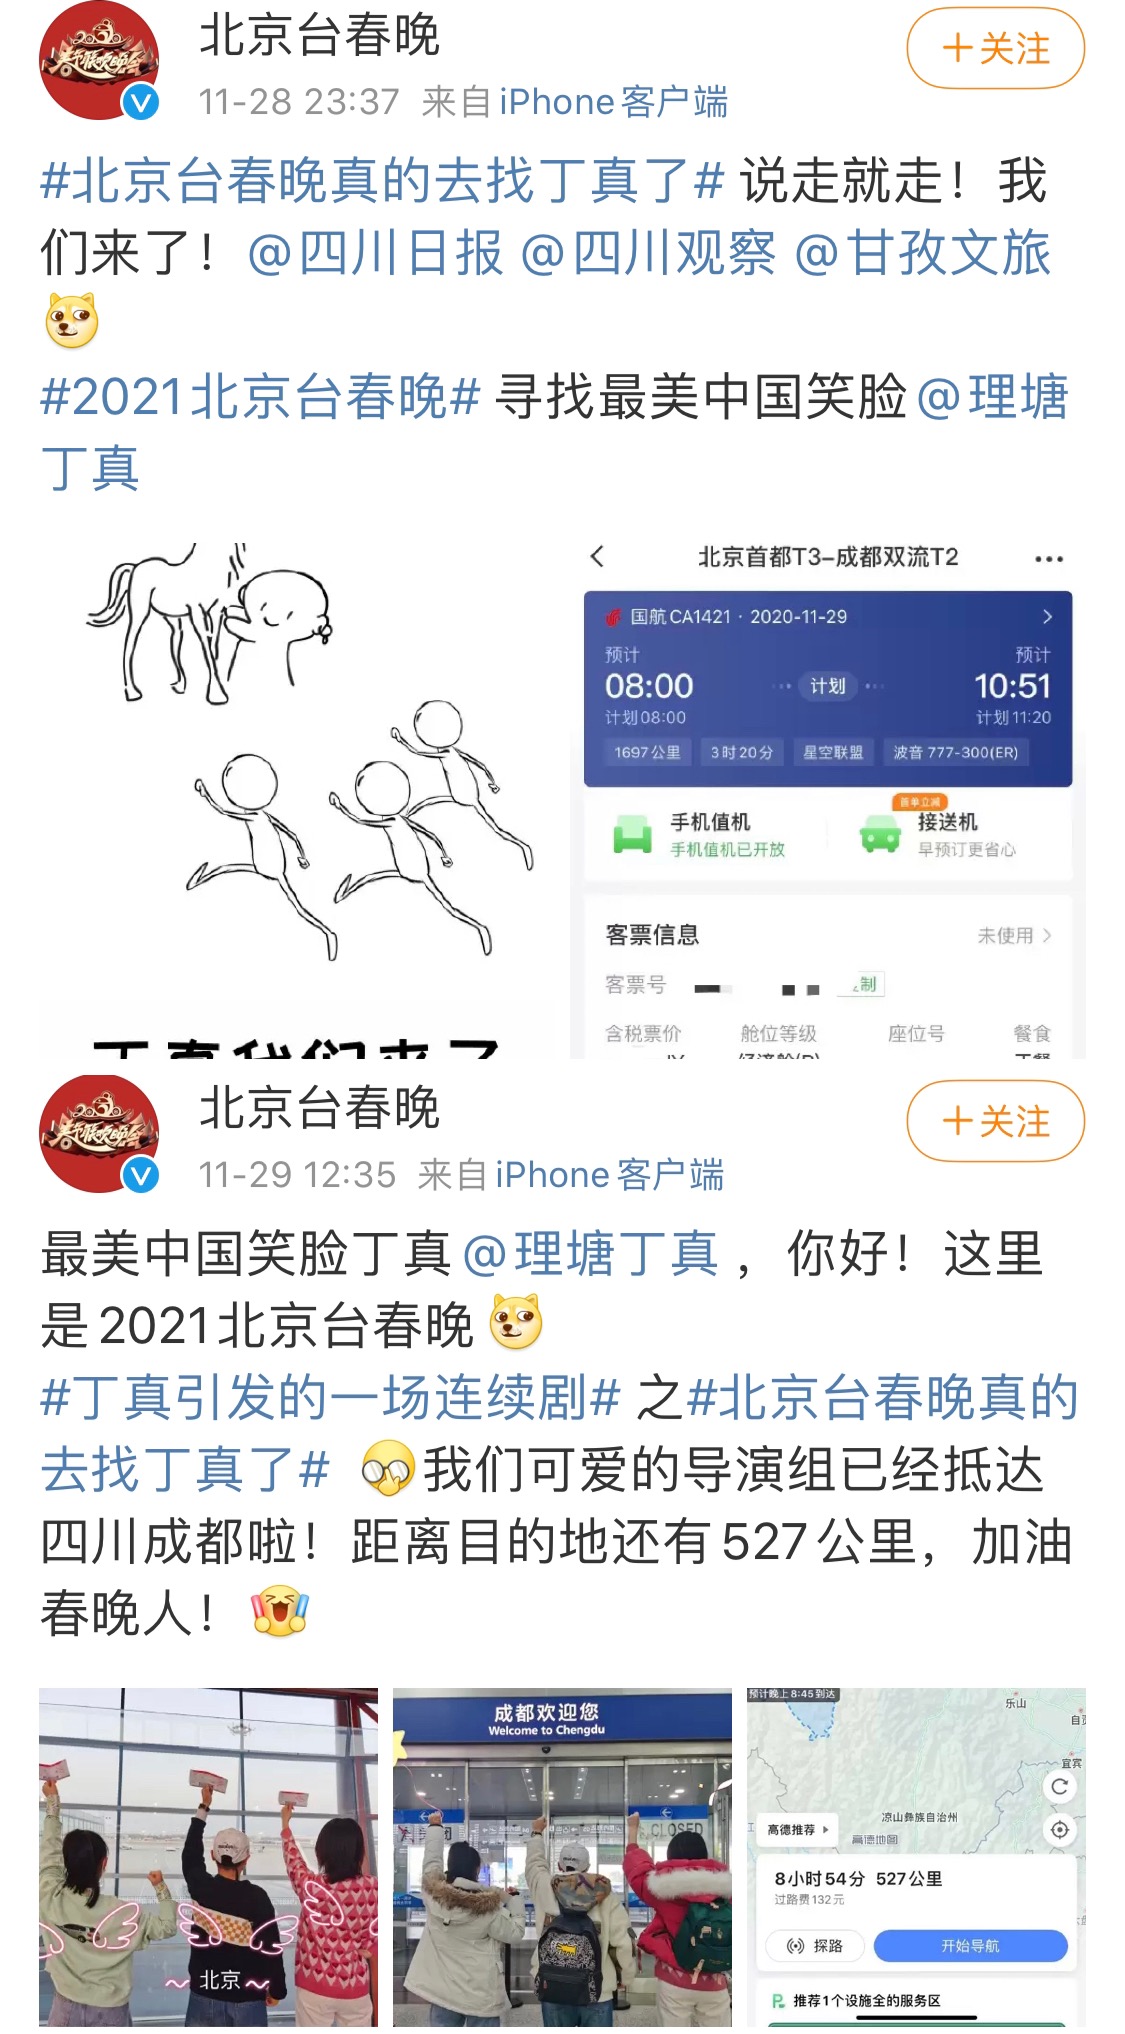 北京台春晚
+关注
11-28 23:37 来自 iPhone客户端
#北京台春晚真的去找丁真了# 说走就走！我
们来了！@四川日报 @四川观察 @甘孜文旅
#2021北京台春晚# 寻找最美中国笑脸@理塘
丁真
丁真我们来了
北京首都T3–成都双流T2
国航CA1421 · 2020-11-29
预计 预计
08:00 计划 10:51
计划08:00 计划11:20
1697公里 3时20分 星空联盟 波音 777-300(ER)
首单立减
手机值机 接送机
手机值机已开放 早预订更省心
客票信息 未使用
客票号 制
含税票价 舱位等级 座位号 餐食
经济舱(R)
北京台春晚
+关注
11-29 12:35 来自 iPhone客户端
最美中国笑脸丁真@理塘丁真 ，你好！这里
是2021北京台春晚
#丁真引发的一场连续剧# 之#北京台春晚真的
去找丁真了# 我们可爱的导演组已经抵达
四川成都啦！距离目的地还有527公里，加油
春晚人！
~北京~
成都欢迎您
Welcome to Chengdu
CLOSED
预计晚上8:45到达
乐山
宜宾
凉山彝族自治州
高德推荐
高德地图
8小时54分 527公里
过路费132元
探路 开始导航
推荐1个设施全的服务区